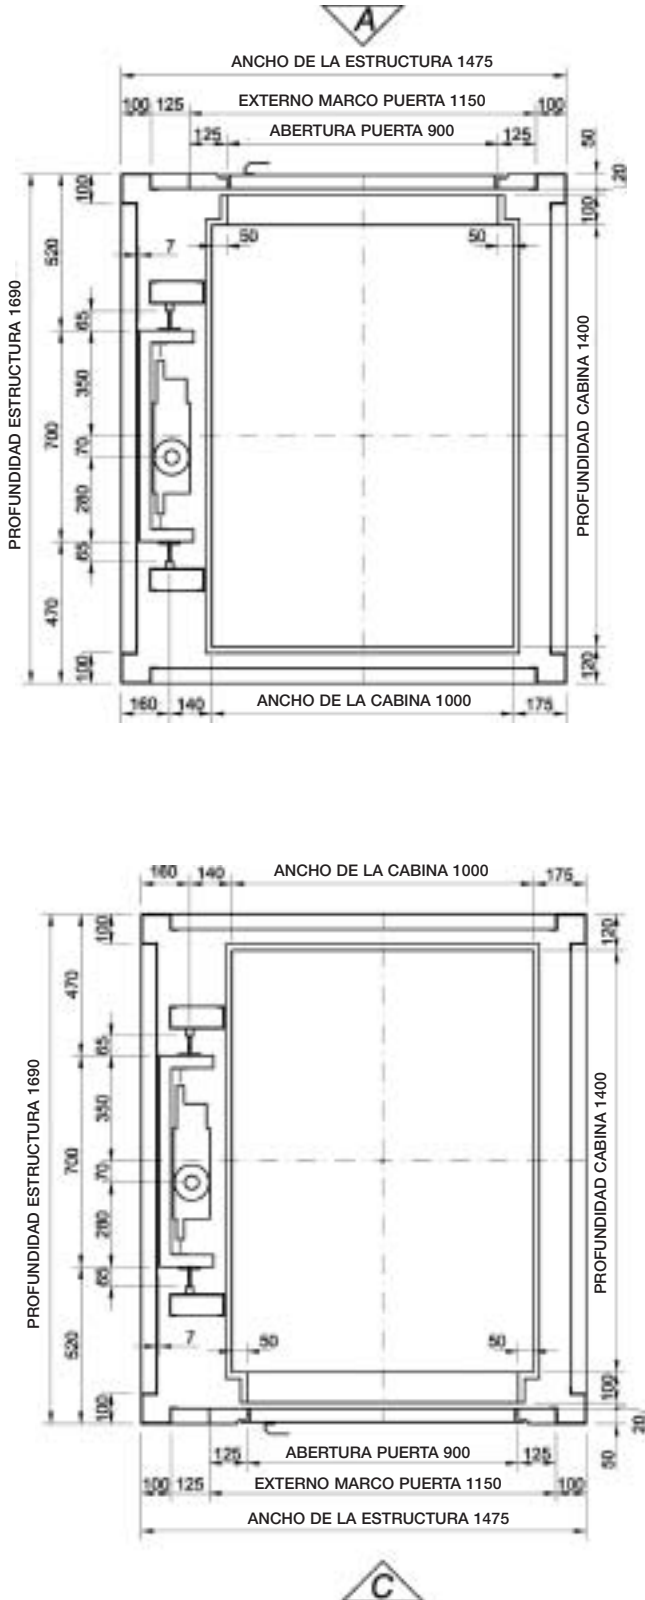 A
ANCHO DE LA ESTRUCTURA 1475
100 125 EXTERNO MARCO PUERTA 1150 100
125 ABERTURA PUERTA 900 125
50
20
100
100
50 50
7
520
65
PROFUNDIDAD ESTRUCTURA 1690
350
700
70
280
65
470
100
PROFUNDIDAD CABINA 1400
120
160 140 ANCHO DE LA CABINA 1000 175
160 140 ANCHO DE LA CABINA 1000 175
100
120
470
65
PROFUNDIDAD ESTRUCTURA 1690
350
700
70
280
65
520
PROFUNDIDAD CABINA 1400
7
50 50
100
100
20
50
125 ABERTURA PUERTA 900 125
100 125 EXTERNO MARCO PUERTA 1150 100
ANCHO DE LA ESTRUCTURA 1475
C